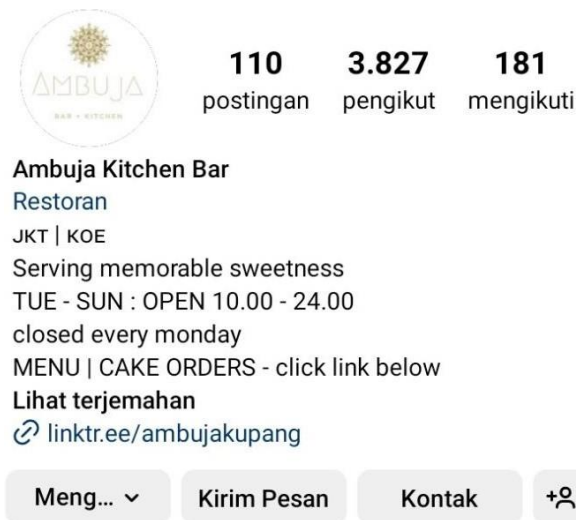 AMBUJA
BAR + KITCHEN
110 3.827 181
postingan pengikut mengikuti
Ambuja Kitchen Bar
Restoran
JKT | KOE
Serving memorable sweetness
TUE - SUN : OPEN 10.00 - 24.00
closed every monday
MENU | CAKE ORDERS - click link below
Lihat terjemahan
linktr.ee/ambujakupang
Meng... Kirim Pesan Kontak